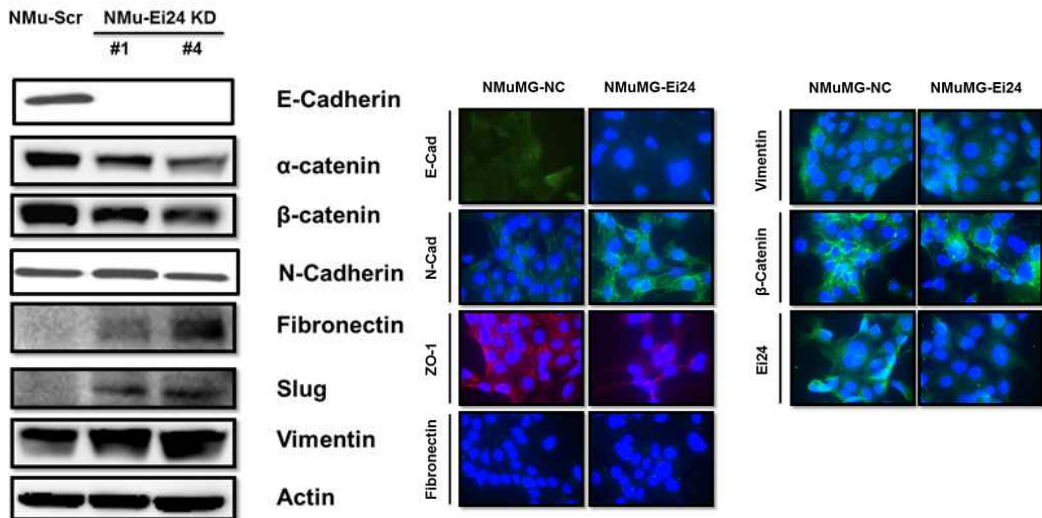 NMu-Scr NMu-Ei24 KD
#1 #4
E-Cadherin
α-catenin
β-catenin
N-Cadherin
Fibronectin
Slug
Vimentin
Actin
NMuMG-NC NMuMG-Ei24
E-Cad
N-Cad
ZO-1
Fibronectin
NMuMG-NC NMuMG-Ei24
Vimentin
β-Catenin
Ei24